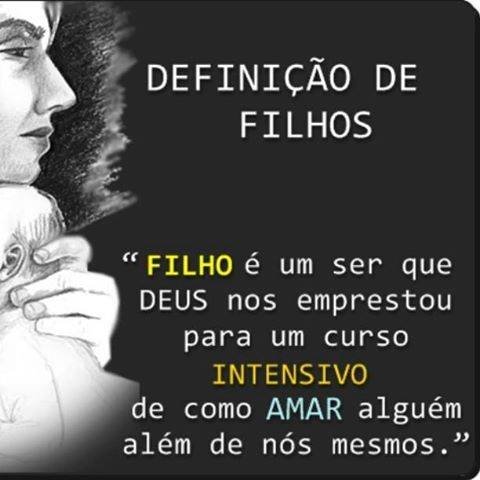 DEFINIÇÃO DE
FILHOS
“FILHO é um ser que
DEUS nos emprestou
para um curso
INTENSIVO
de como AMAR alguém
além de nós mesmos.”